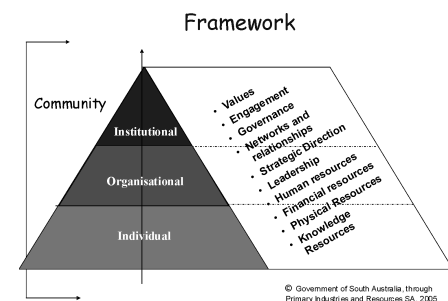 Framework
Community
Institutional
Organisational
Individual
• Values
• Engagement
• Governance
• Networks and
relationships
• Strategic Direction
• Leadership
• Human resources
• Financial resources
• Physical Resources
• Knowledge
Resources
© Government of South Australia, through
Primary Industries and Resources SA, 2005